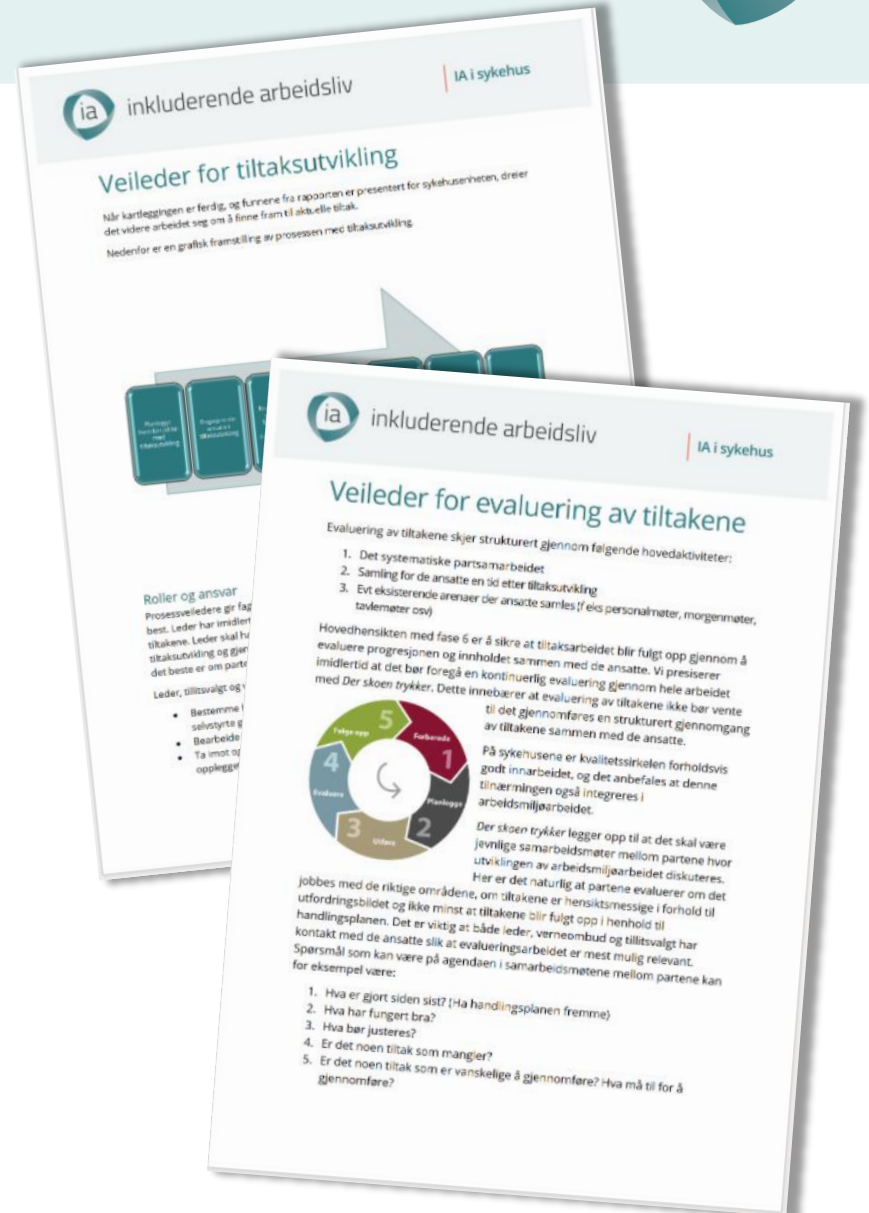 ia
inkluderende arbeidsliv
IA i sykehus
Veileder for tiltaksutvikling
Når kartleggingen er ferdig, og funnene fra rapporten er presentert for sykehusenheten, dreier
det videre arbeidet seg om å finne fram til aktuelle tiltak.
Nedenfor er en grafisk framstilling av prosessen med tiltaksutvikling.
Roller og ansvar
Prosessveiledere gir fag
best. Leder har imidlert
tiltakene. Leder skal ha
tiltaksutvikling og gjen
det beste er om parte
Leder, tillitsvalgt og v
Bestemme
selvstyrte g
Bearbeide
Ta imot op
opplegget
ia
inkluderende arbeidsliv
IA i sykehus
Veileder for evaluering av tiltakene
Evaluering av tiltakene skjer strukturert gjennom følgende hovedaktiviteter:
1. Det systematiske partsamarbeidet
2. Samling for de ansatte en tid etter tiltaksutvikling
3. Evt eksisterende arenaer der ansatte samles (f eks personalmøter, morgenmøter,
tavlemøter osv)
Hovedhensikten med fase 6 er å sikre at tiltaksarbeidet blir fulgt opp gjennom å
evaluere progresjonen og innholdet sammen med de ansatte. Vi presiserer
imidlertid at det bør foregå en kontinuerlig evaluering gjennom hele arbeidet
med Der skoen trykker. Dette innebærer at evaluering av tiltakene ikke bør vente
til det gjennomføres en strukturert gjennomgang
av tiltakene sammen med de ansatte.
På sykehusene er kvalitetssirkelen forholdsvis
godt innarbeidet, og det anbefales at denne
tilnærmingen også integreres i
arbeidsmiljøarbeidet.
Der skoen trykker legger opp til at det skal være
jevnlige samarbeidsmøter mellom partene hvor
utviklingen av arbeidsmiljøarbeidet diskuteres.
Her er det naturlig at partene evaluerer om det
jobbes med de riktige områdene, om tiltakene er hensiktsmessige i forhold til
utfordringsbildet og ikke minst at tiltakene blir fulgt opp i henhold til
handlingsplanen. Det er viktig at både leder, verneombud og tillitsvalgt har
kontakt med de ansatte slik at evalueringsarbeidet er mest mulig relevant.
Spørsmål som kan være på agendaen i samarbeidsmøtene mellom partene kan
for eksempel være:
1. Hva er gjort siden sist? (Ha handlingsplanen fremme)
2. Hva har fungert bra?
3. Hva bør justeres?
4. Er det noen tiltak som mangler?
5. Er det noen tiltak som er vanskelige å gjennomføre? Hva må til for å
gjennomføre?
5
Følge opp
Forberede
1
4
Evaluere
Planlegge
2
3
Utføre